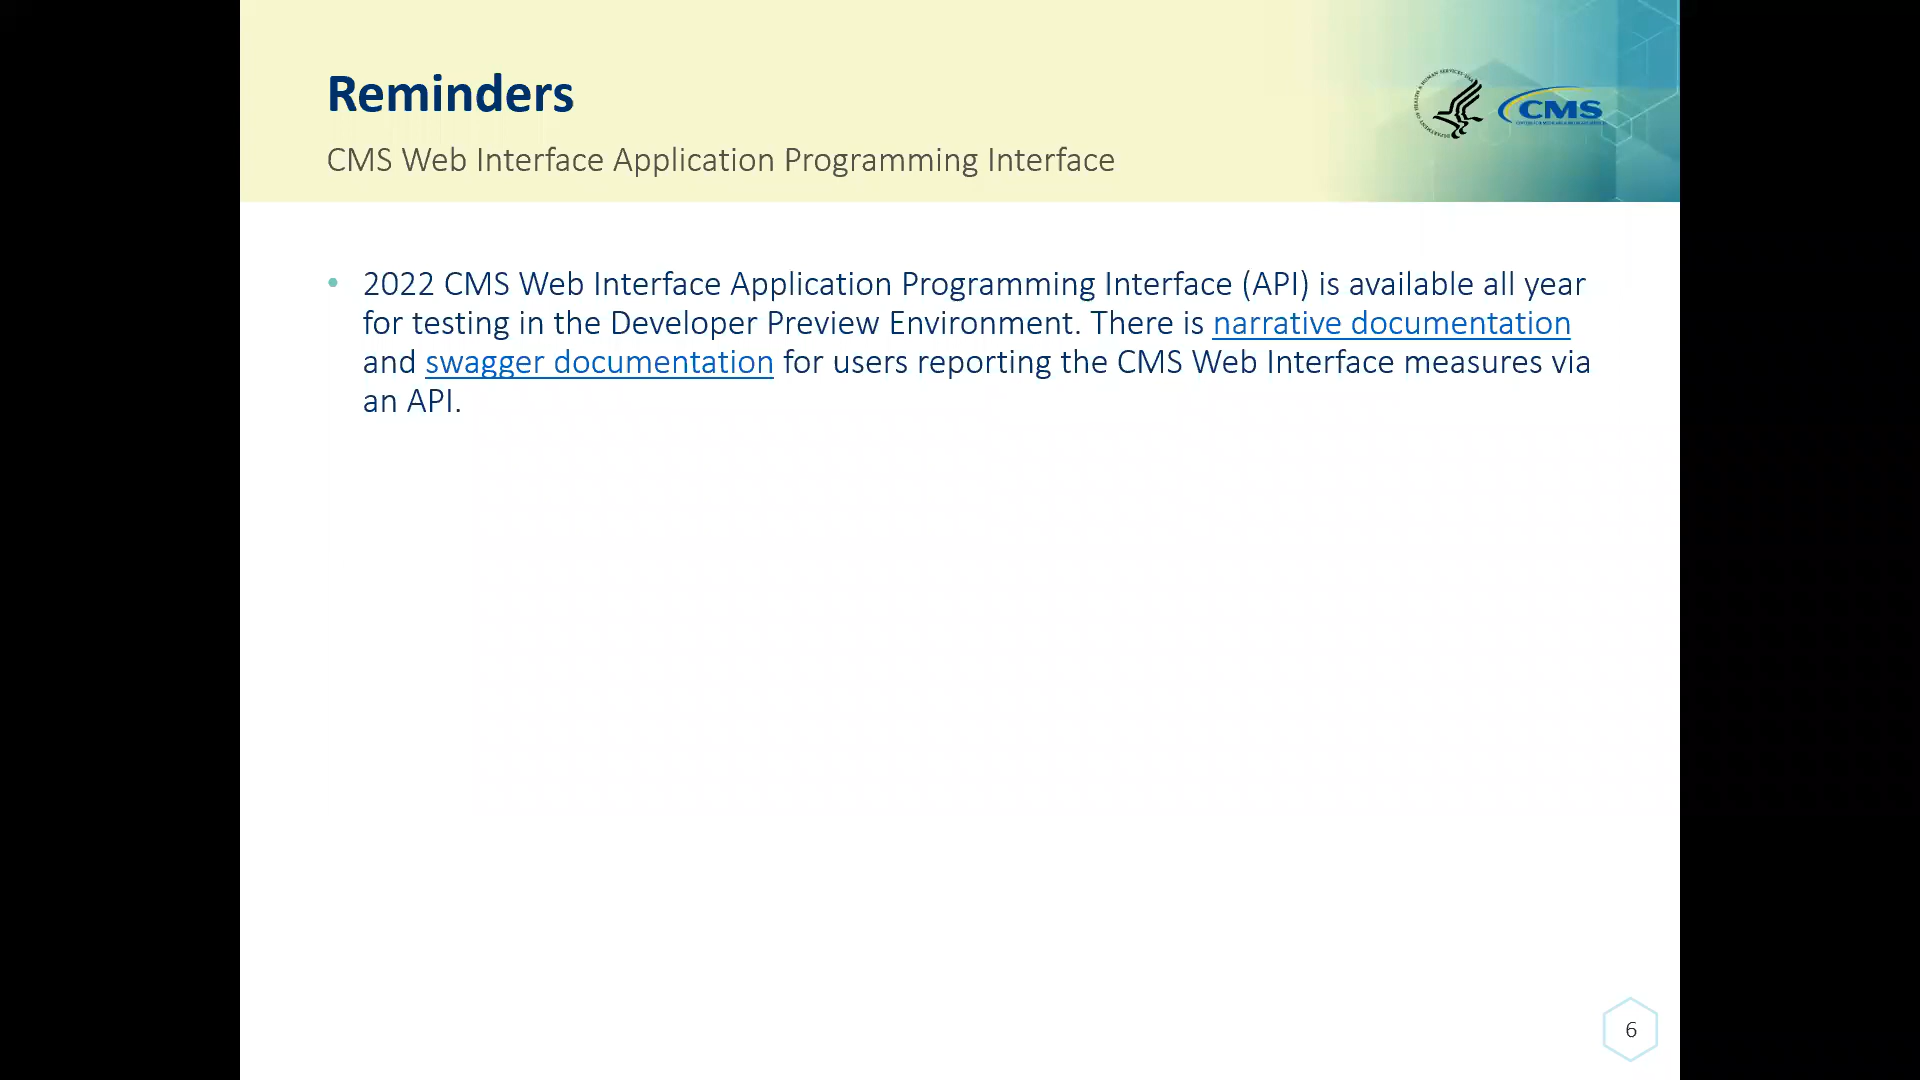 Reminders
CMS Web Interface Application Programming Interface
CMS
• 2022 CMS Web Interface Application Programming Interface (API) is available all year
for testing in the Developer Preview Environment. There is narrative documentation
and swagger documentation for users reporting the CMS Web Interface measures via
an API.
6